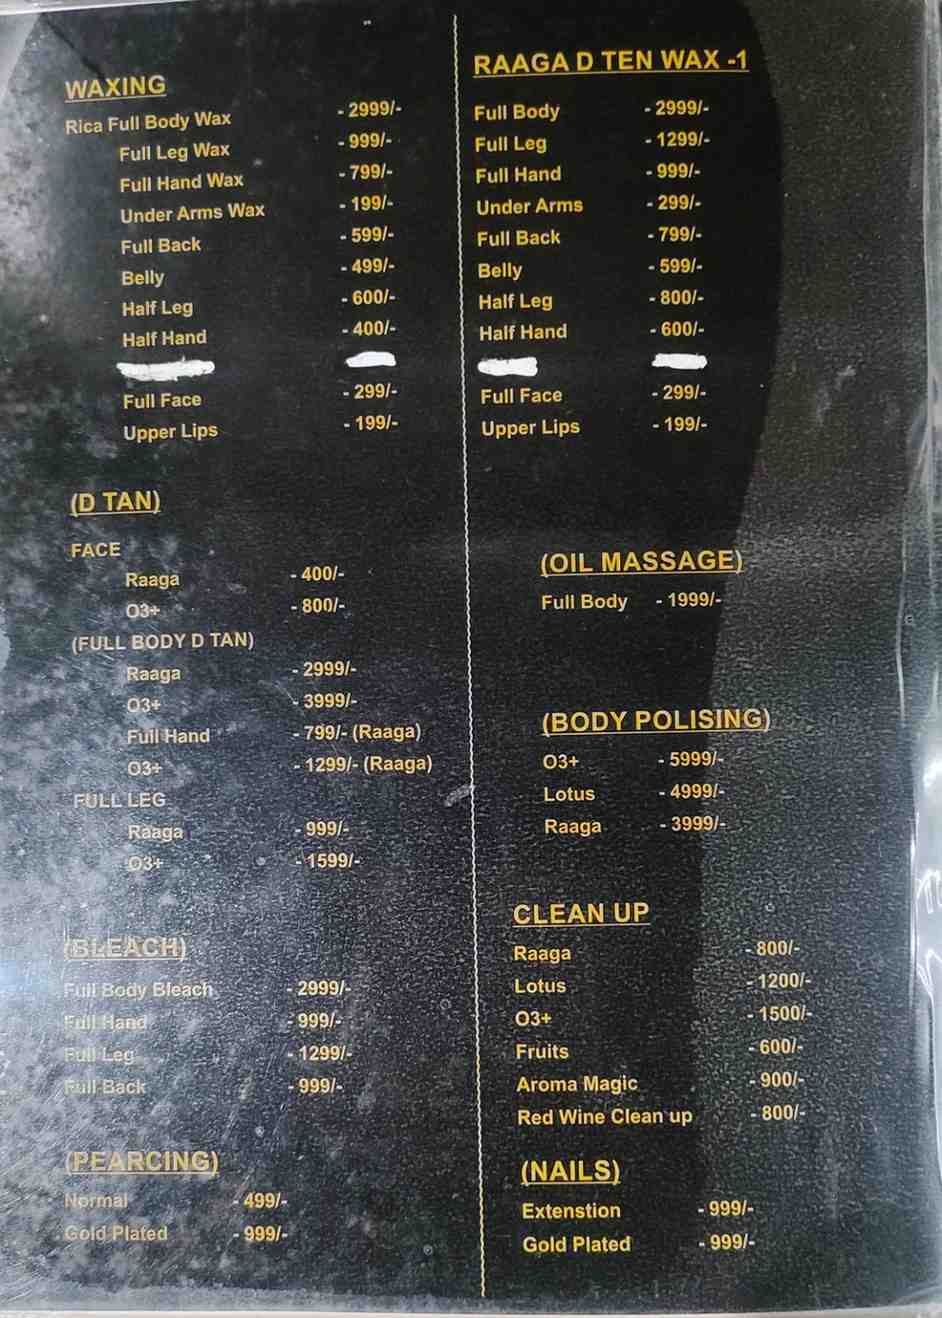 WAXING
Rica Full Body Wax - 2999/-
Full Leg Wax - 999/-
Full Hand Wax - 799/-
Under Arms Wax - 199/-
Full Back - 599/-
Belly - 499/-
Half Leg - 600/-
Half Hand - 400/-
Full Face - 299/-
Upper Lips - 199/-
(D TAN)
FACE
Raaga - 400/-
O3+ - 800/-
(FULL BODY D TAN)
Raaga - 2999/-
O3+ - 3999/-
Full Hand - 799/- (Raaga)
O3+ - 1299/- (Raaga)
FULL LEG
Raaga - 999/-
O3+ - 1599/-
(BLEACH)
Full Body Bleach - 2999/-
Full Hand - 999/-
Full Leg - 1299/-
Full Back - 999/-
(PEARCING)
Normal - 499/-
Gold Plated - 999/-
RAAGA D TEN WAX -1
Full Body - 2999/-
Full Leg - 1299/-
Full Hand - 999/-
Under Arms - 299/-
Full Back - 799/-
Belly - 599/-
Half Leg - 800/-
Half Hand - 600/-
Full Face - 299/-
Upper Lips - 199/-
(OIL MASSAGE)
Full Body - 1999/-
(BODY POLISING)
O3+ - 5999/-
Lotus - 4999/-
Raaga - 3999/-
CLEAN UP
Raaga - 800/-
Lotus - 1200/-
O3+ - 1500/-
Fruits - 600/-
Aroma Magic - 900/-
Red Wine Clean up - 800/-
(NAILS)
Extenstion - 999/-
Gold Plated - 999/-